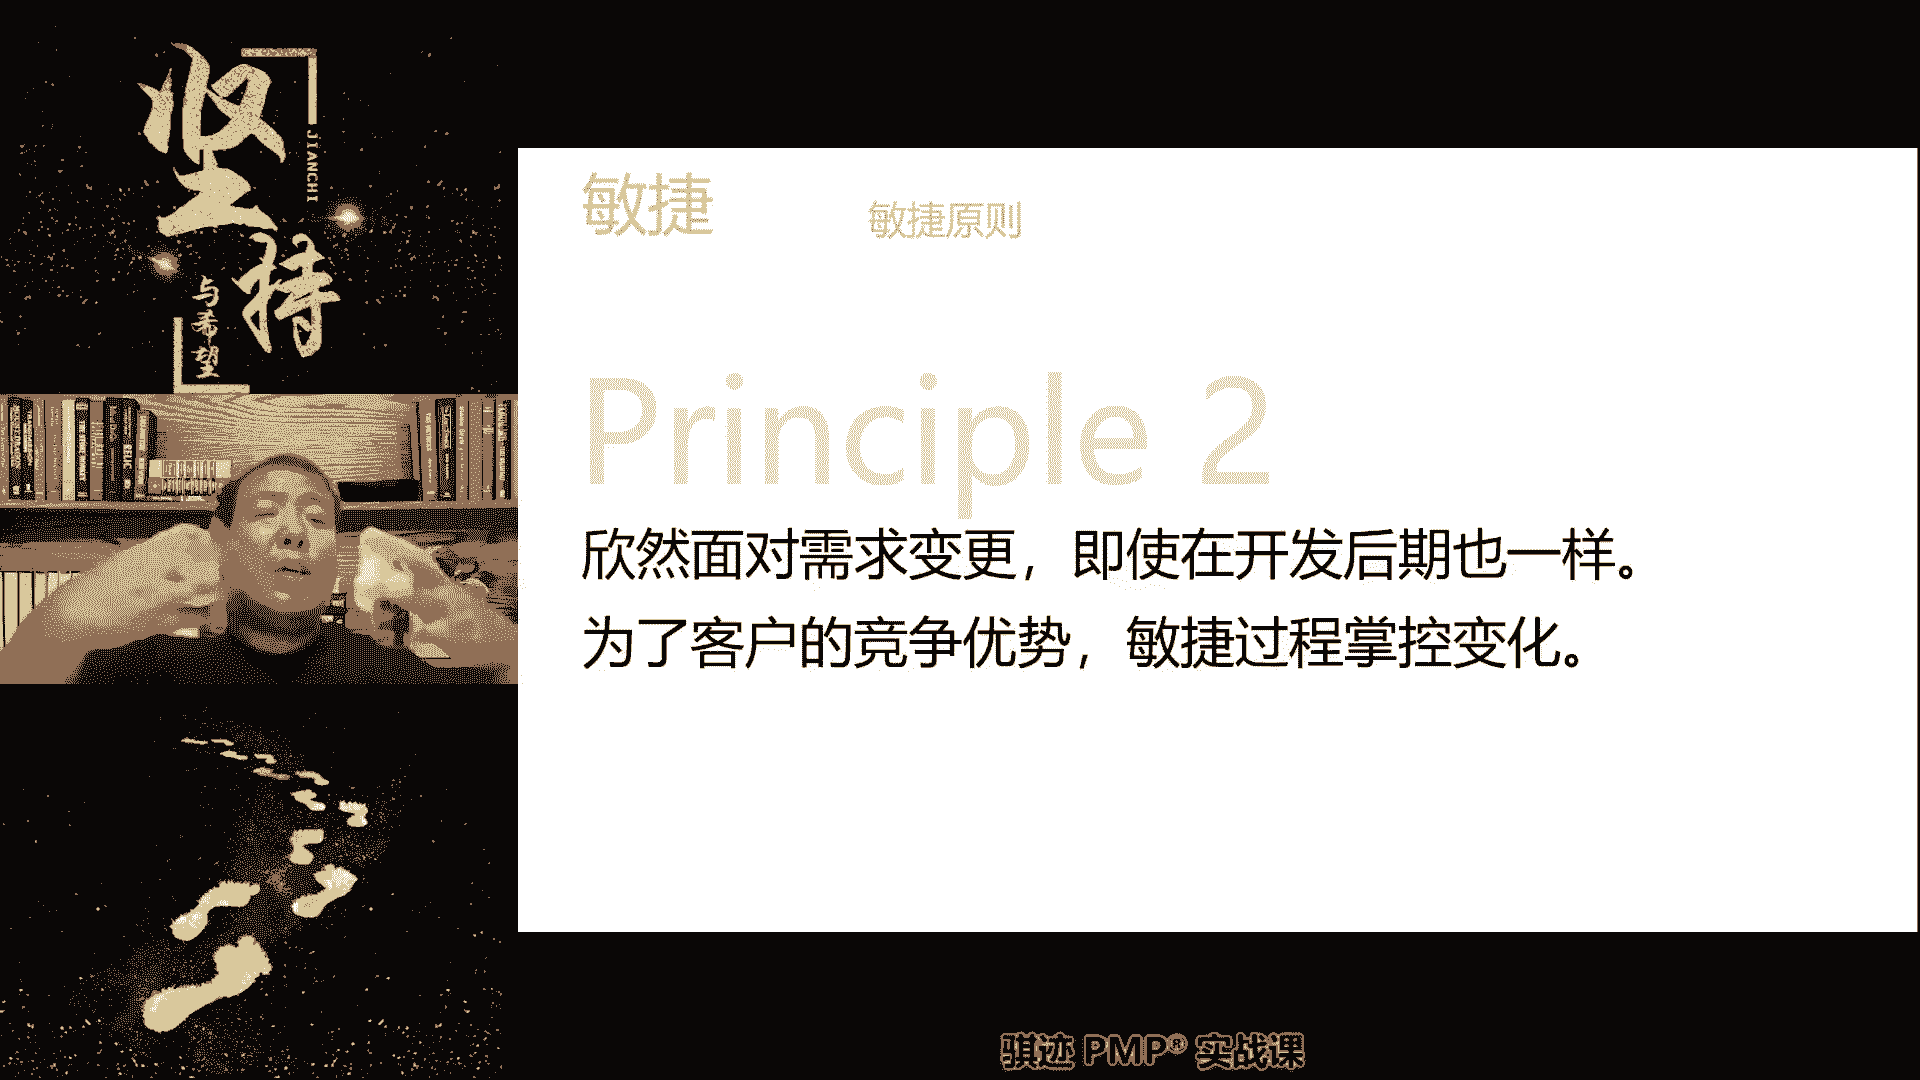 坚持
JIANCHI
与希望
敏捷
敏捷原则
Principle 2
欣然面对需求变更，即使在开发后期也一样。
为了客户的竞争优势，敏捷过程掌控变化。
骐迹 PMP® 实战课